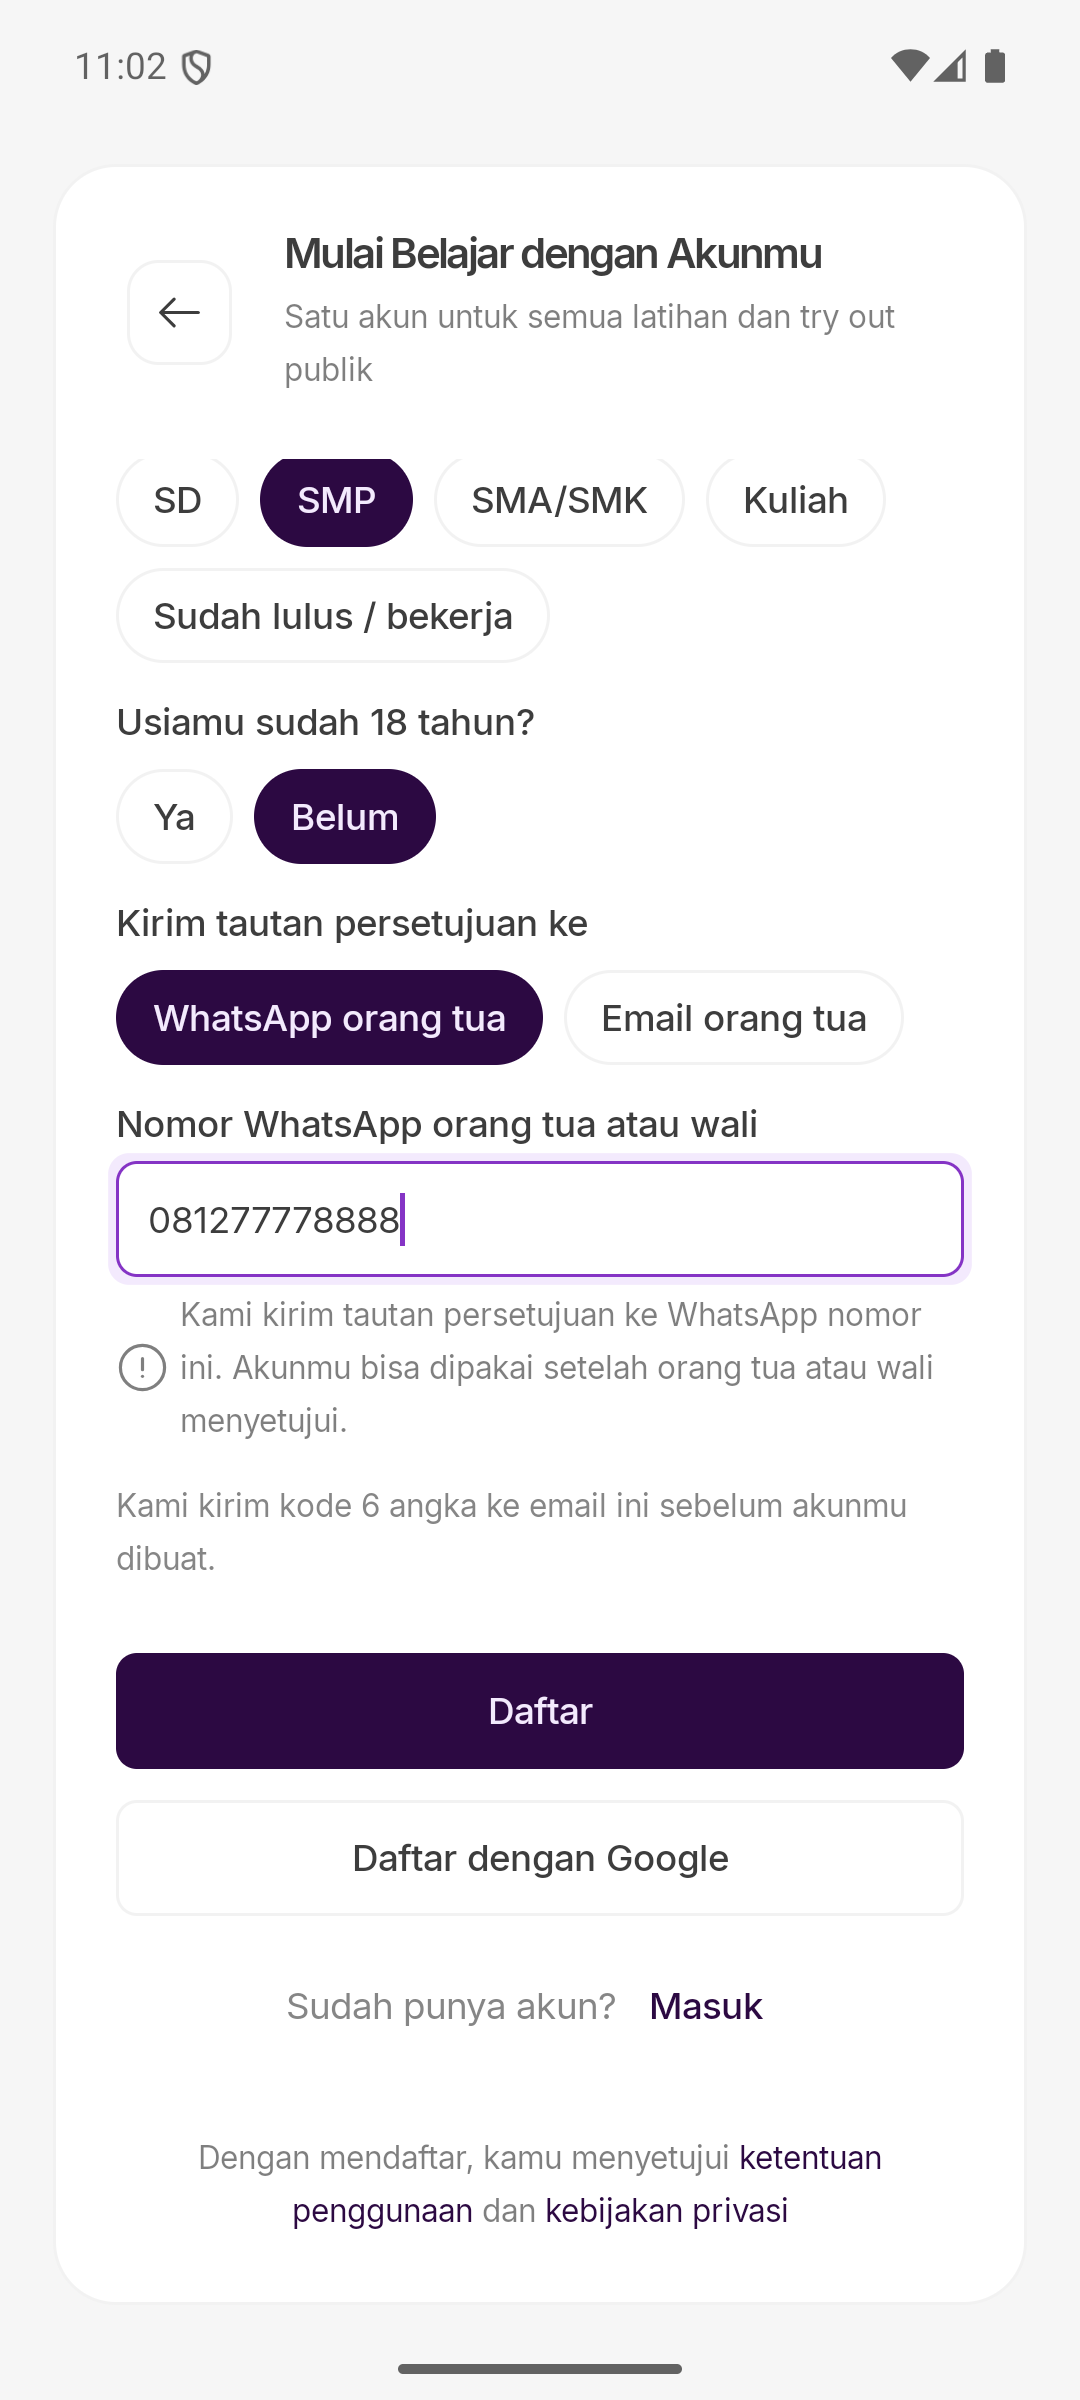 11:02
Mulai Belajar dengan Akunmu
Satu akun untuk semua latihan dan try out
publik
SD SMP SMA/SMK Kuliah
Sudah lulus / bekerja
Usiamu sudah 18 tahun?
Ya Belum
Kirim tautan persetujuan ke
WhatsApp orang tua Email orang tua
Nomor WhatsApp orang tua atau wali
081277778888
Kami kirim tautan persetujuan ke WhatsApp nomor
ini. Akunmu bisa dipakai setelah orang tua atau wali
menyetujui.
Kami kirim kode 6 angka ke email ini sebelum akunmu
dibuat.
Daftar
Daftar dengan Google
Sudah punya akun? Masuk
Dengan mendaftar, kamu menyetujui ketentuan
penggunaan dan kebijakan privasi